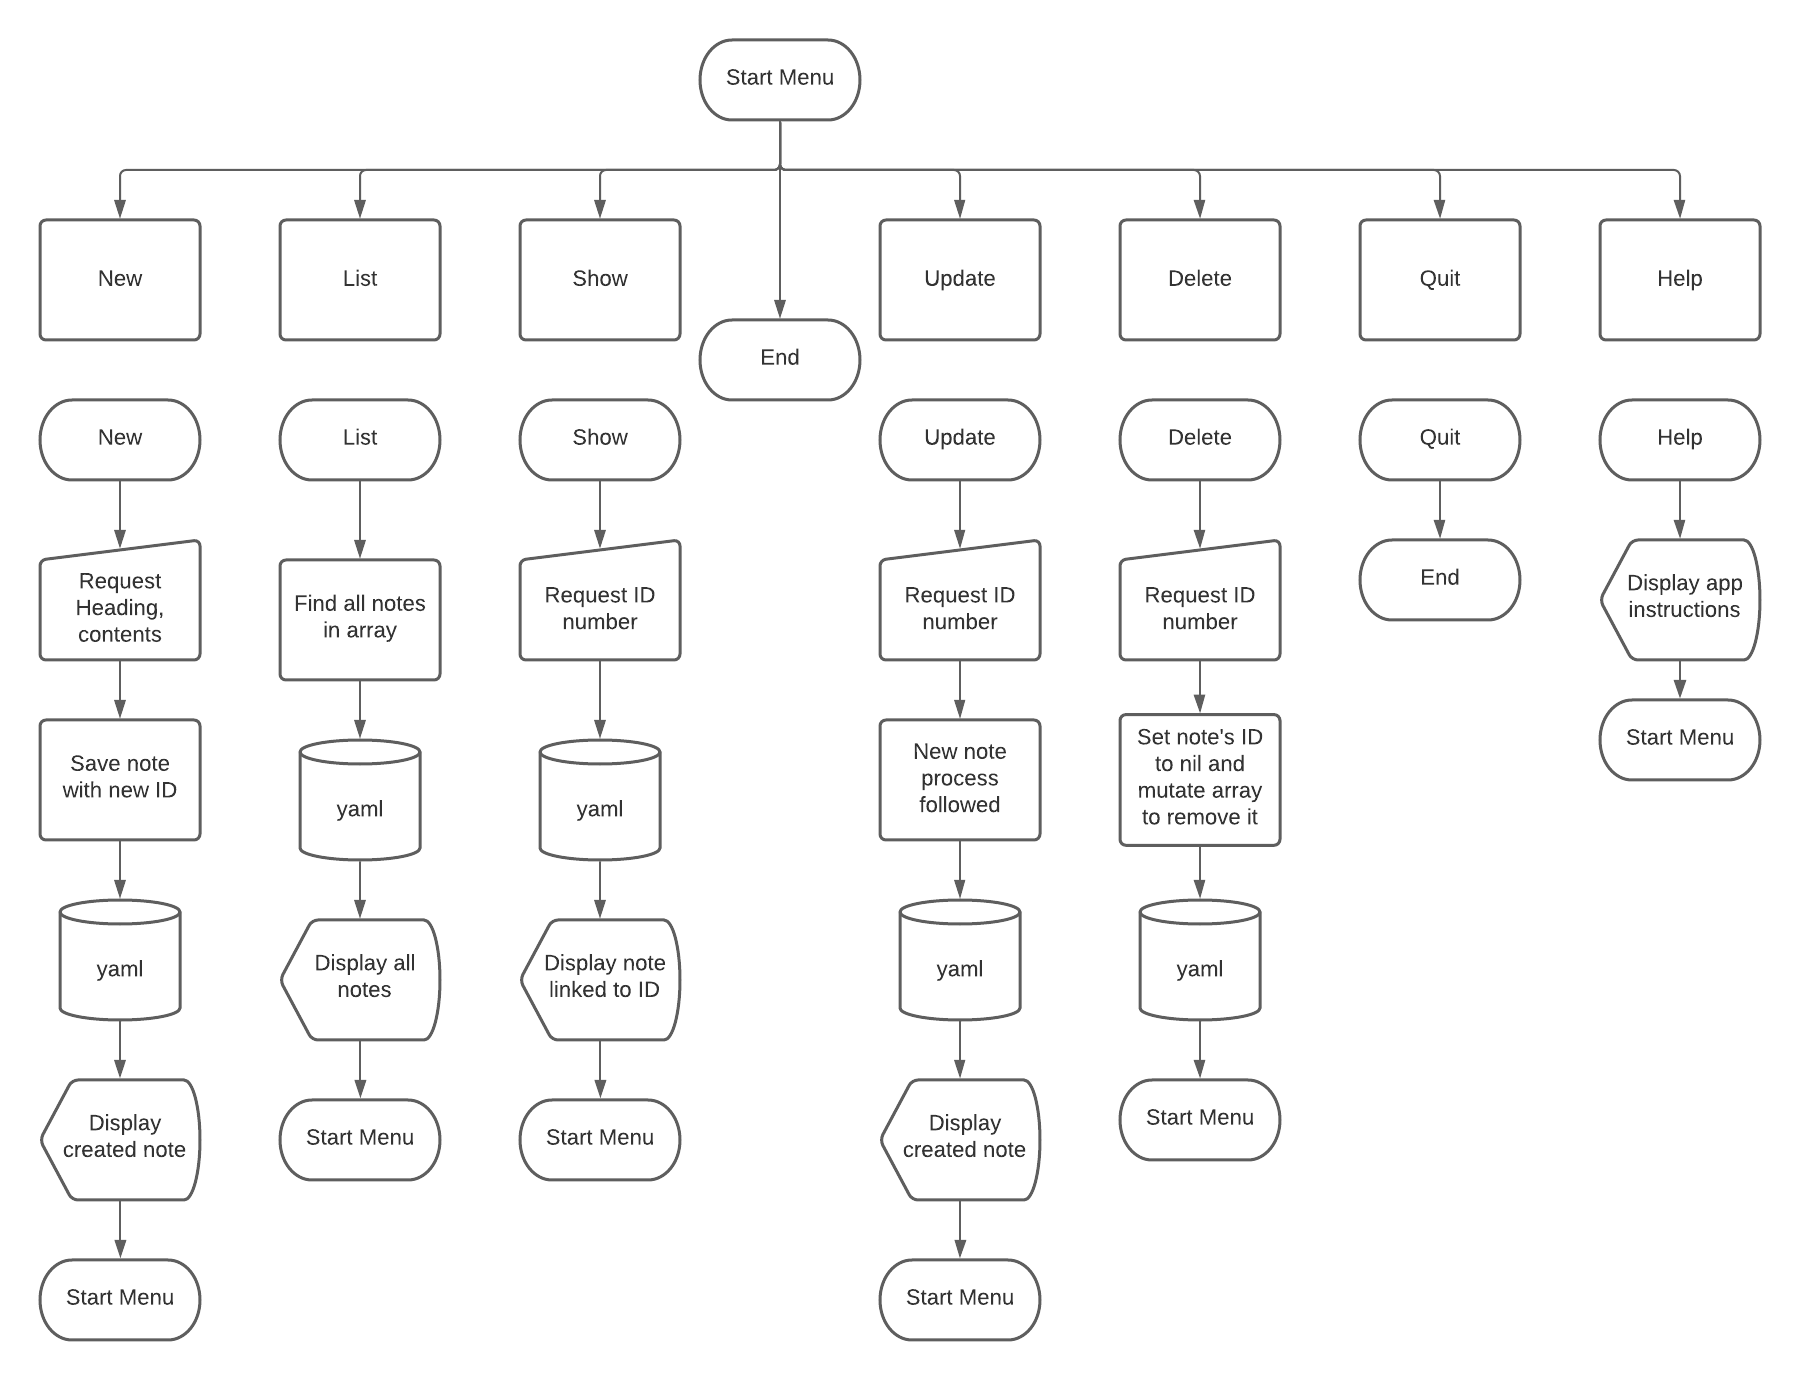 Start Menu
New
List
Show
Update
Delete
Quit
Help
End
New
List
Show
Update
Delete
Quit
Help
Request
Heading,
contents
Find all notes
in array
Request ID
number
Request ID
number
Request ID
number
End
Display app
instructions
Save note
with new ID
yaml
yaml
New note
process
followed
Set note's ID
to nil and
mutate array
to remove it
Start Menu
yaml
Display all
notes
Display note
linked to ID
yaml
yaml
Display
created note
Start Menu
Start Menu
Display
created note
Start Menu
Start Menu
Start Menu